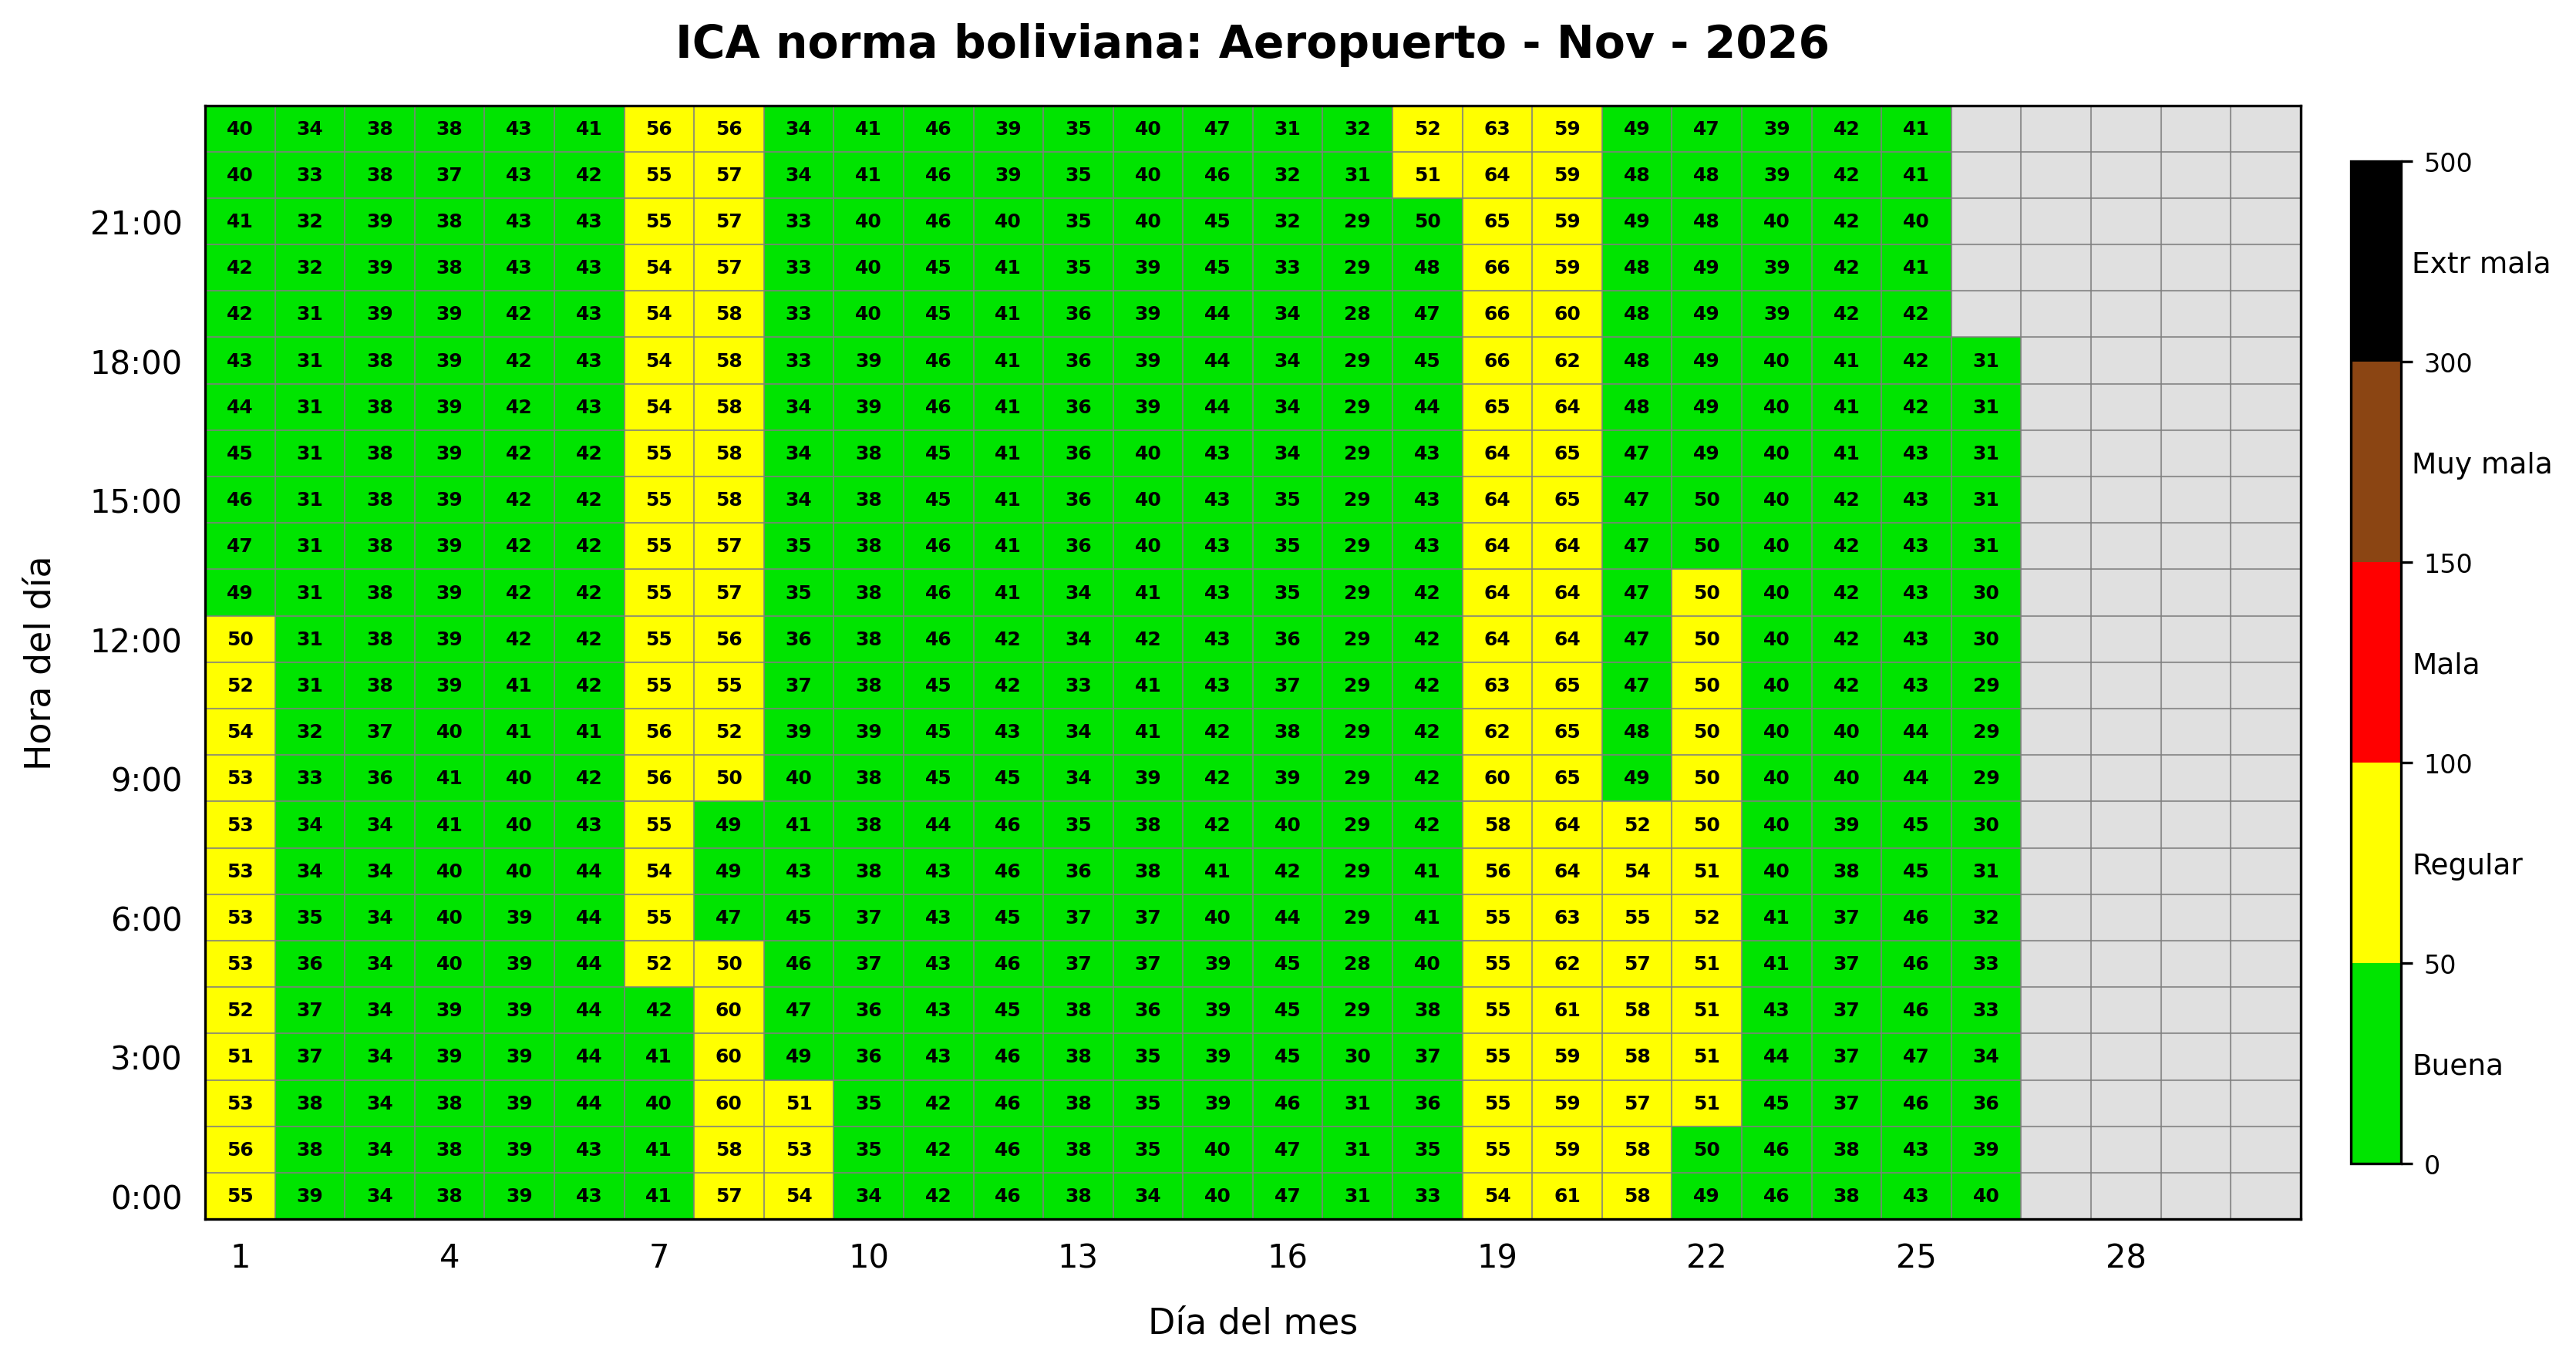 ICA norma boliviana: Aeropuerto - Nov - 2026
40 34 38 38 43 41 56 56 34 41 46 39 35 40 47 31 32 52 63 59 49 47 39 42 41
40 33 38 37 43 42 55 57 34 41 46 39 35 40 46 32 31 51 64 59 48 48 39 42 41
21:00 41 32 39 38 43 43 55 57 33 40 46 40 35 40 45 32 29 50 65 59 49 48 40 42 40
42 32 39 38 43 43 54 57 33 40 45 41 35 39 45 33 29 48 66 59 48 49 39 42 41
42 31 39 39 42 43 54 58 33 40 45 41 36 39 44 34 28 47 66 60 48 49 39 42 42
18:00 43 31 38 39 42 43 54 58 33 39 46 41 36 39 44 34 29 45 66 62 48 49 40 41 42 31
44 31 38 39 42 43 54 58 34 39 46 41 36 39 44 34 29 44 65 64 48 49 40 41 42 31
45 31 38 39 42 42 55 58 34 38 45 41 36 40 43 34 29 43 64 65 47 49 40 41 43 31
15:00 46 31 38 39 42 42 55 58 34 38 45 41 36 40 43 35 29 43 64 65 47 50 40 42 43 31
47 31 38 39 42 42 55 57 35 38 46 41 36 40 43 35 29 43 64 64 47 50 40 42 43 31
49 31 38 39 42 42 55 57 35 38 46 41 34 41 43 35 29 42 64 64 47 50 40 42 43 30
12:00 50 31 38 39 42 42 55 56 36 38 46 42 34 42 43 36 29 42 64 64 47 50 40 42 43 30
52 31 38 39 41 42 55 55 37 38 45 42 33 41 43 37 29 42 63 65 47 50 40 42 43 29
54 32 37 40 41 41 56 52 39 39 45 43 34 41 42 38 29 42 62 65 48 50 40 40 44 29
9:00 53 33 36 41 40 42 56 50 40 38 45 45 34 39 42 39 29 42 60 65 49 50 40 40 44 29
53 34 34 41 40 43 55 49 41 38 44 46 35 38 42 40 29 42 58 64 52 50 40 39 45 30
53 34 34 40 40 44 54 49 43 38 43 46 36 38 41 42 29 41 56 64 54 51 40 38 45 31
6:00 53 35 34 40 39 44 55 47 45 37 43 45 37 37 40 44 29 41 55 63 55 52 41 37 46 32
53 36 34 40 39 44 52 50 46 37 43 46 37 37 39 45 28 40 55 62 57 51 41 37 46 33
52 37 34 39 39 44 42 60 47 36 43 45 38 36 39 45 29 38 55 61 58 51 43 37 46 33
3:00 51 37 34 39 39 44 41 60 49 36 43 46 38 35 39 45 30 37 55 59 58 51 44 37 47 34
53 38 34 38 39 44 40 60 51 35 42 46 38 35 39 46 31 36 55 59 57 51 45 37 46 36
56 38 34 38 39 43 41 58 53 35 42 46 38 35 40 47 31 35 55 59 58 50 46 38 43 39
0:00 55 39 34 38 39 43 41 57 54 34 42 46 38 34 40 47 31 33 54 61 58 49 46 38 43 40
1 4 7 10 13 16 19 22 25 28
Día del mes
Hora del día
500
Extr mala
300
Muy mala
150
Mala
100
Regular
50
Buena
0